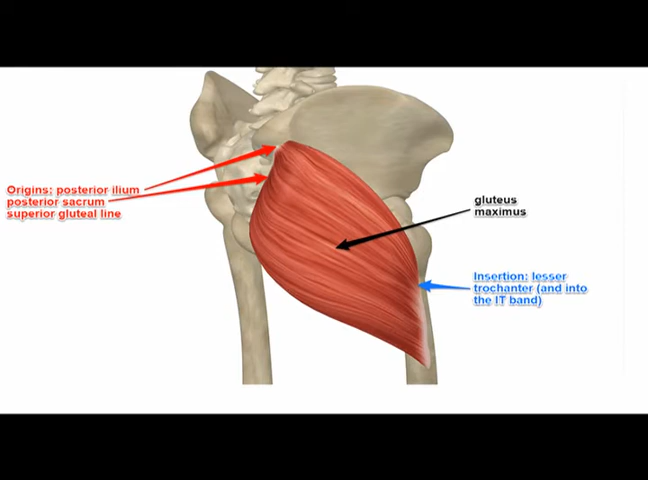 Origins: posterior ilium
posterior sacrum
superior gluteal line
gluteus
maximus
Insertion: lesser
trochanter (and into
the IT band)